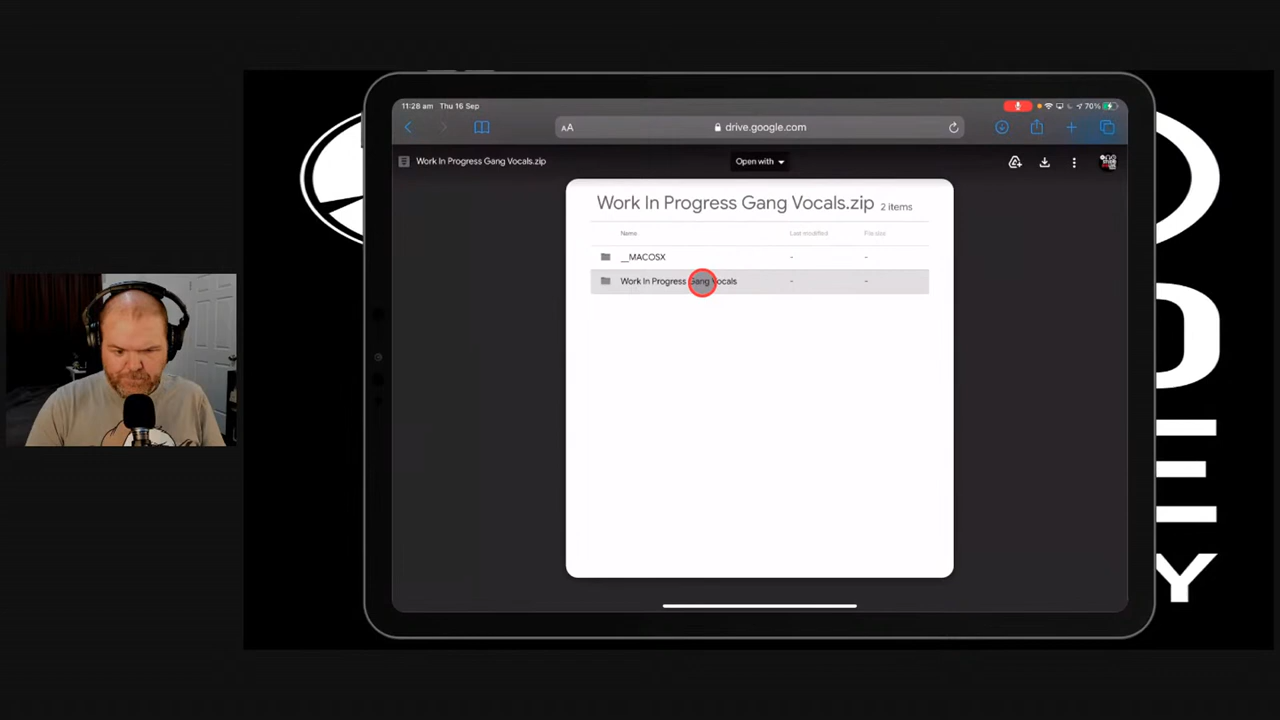 11:28 am Thu 16 Sep
70%
AA
drive.google.com
Work In Progress Gang Vocals.zip
Open with
Work In Progress Gang Vocals.zip 2 items
Name Last modified File size
__MACOSX - -
Work In Progress Gang Vocals - -
O
E
Y